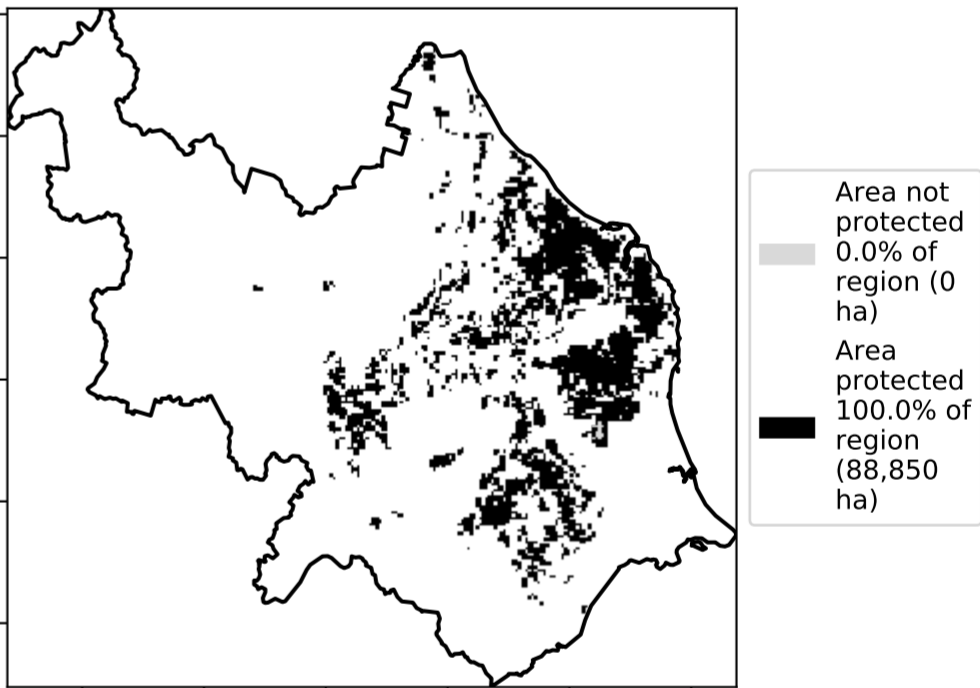 Area not
protected
0.0% of
region (0
ha)
Area
protected
100.0% of
region
(88,850
ha)